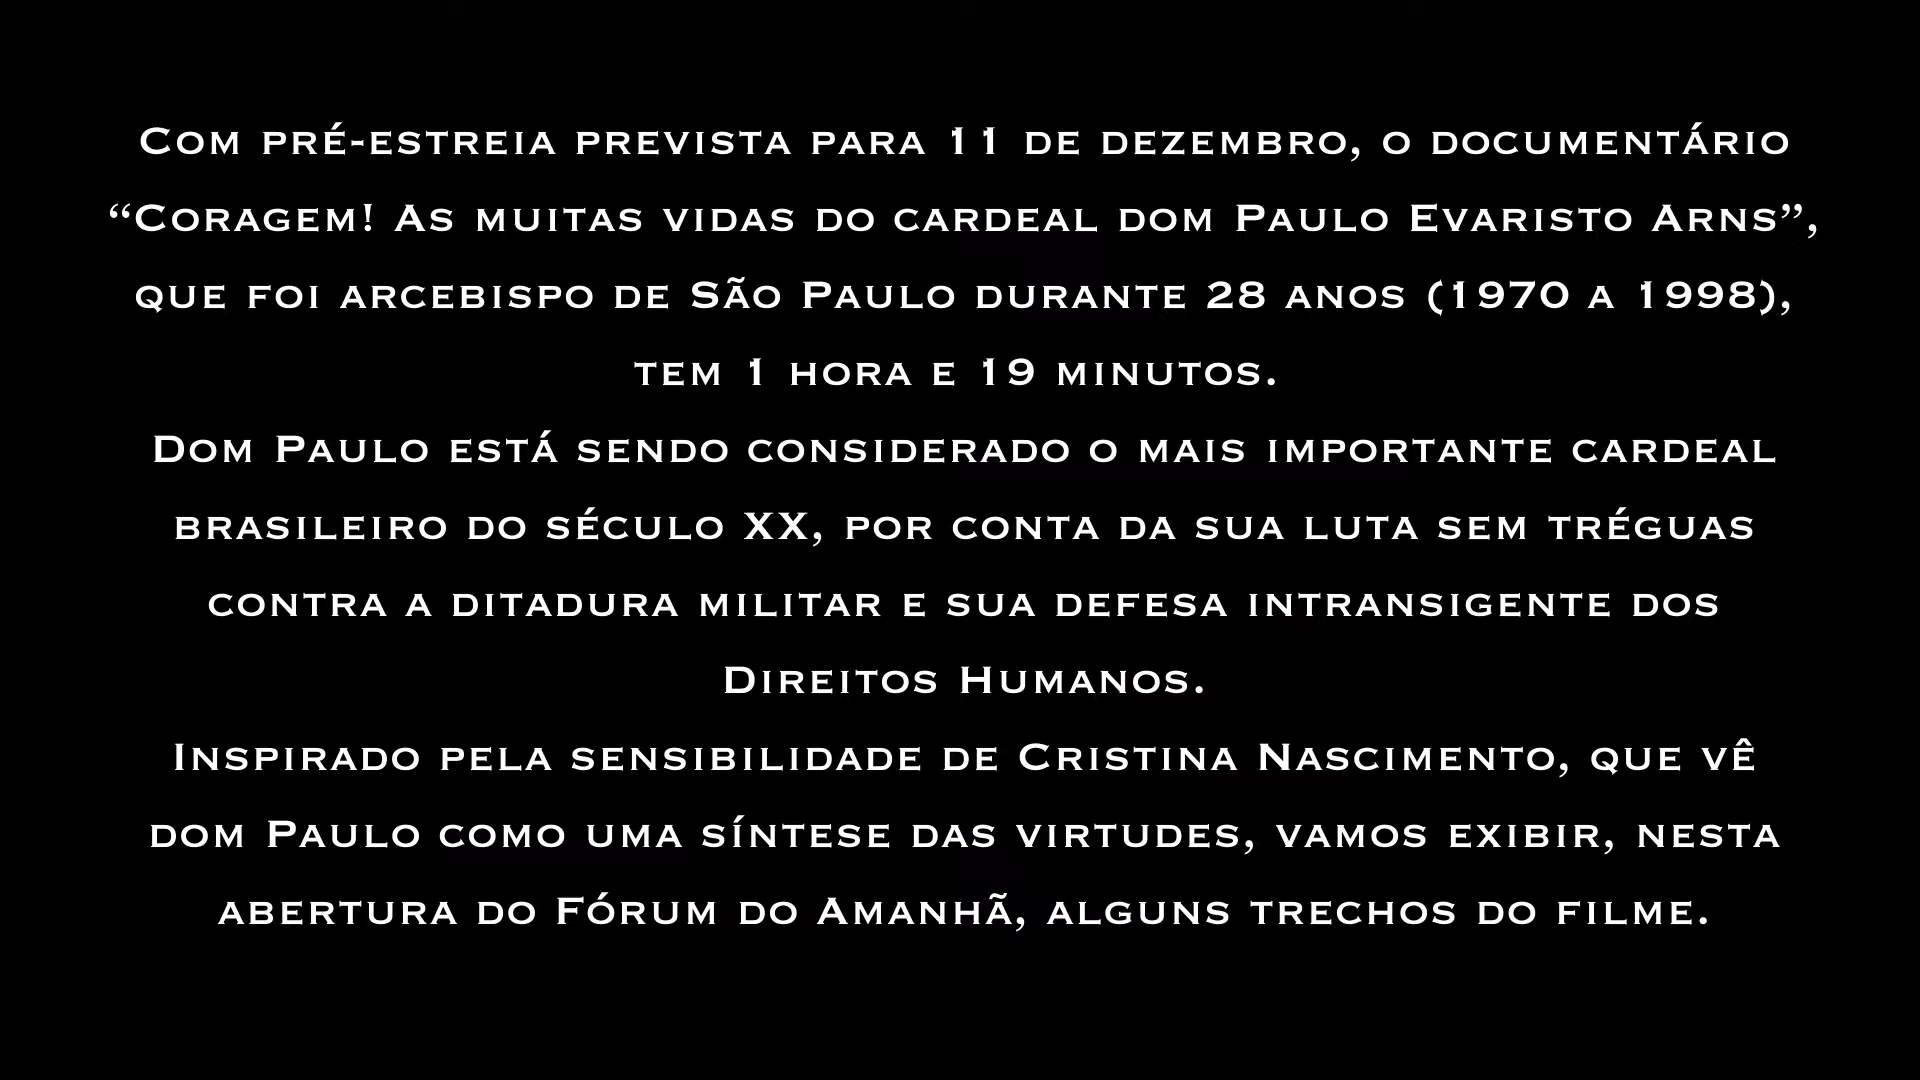 Com pré-estreia prevista para 11 de dezembro, o documentário
“Coragem! As muitas vidas do cardeal dom Paulo Evaristo Arns”,
que foi arcebispo de São Paulo durante 28 anos (1970 a 1998),
tem 1 hora e 19 minutos.
Dom Paulo está sendo considerado o mais importante cardeal
brasileiro do século XX, por conta da sua luta sem tréguas
contra a ditadura militar e sua defesa intransigente dos
Direitos Humanos.
Inspirado pela sensibilidade de Cristina Nascimento, que vê
dom Paulo como uma síntese das virtudes, vamos exibir, nesta
abertura do Fórum do Amanhã, alguns trechos do filme.